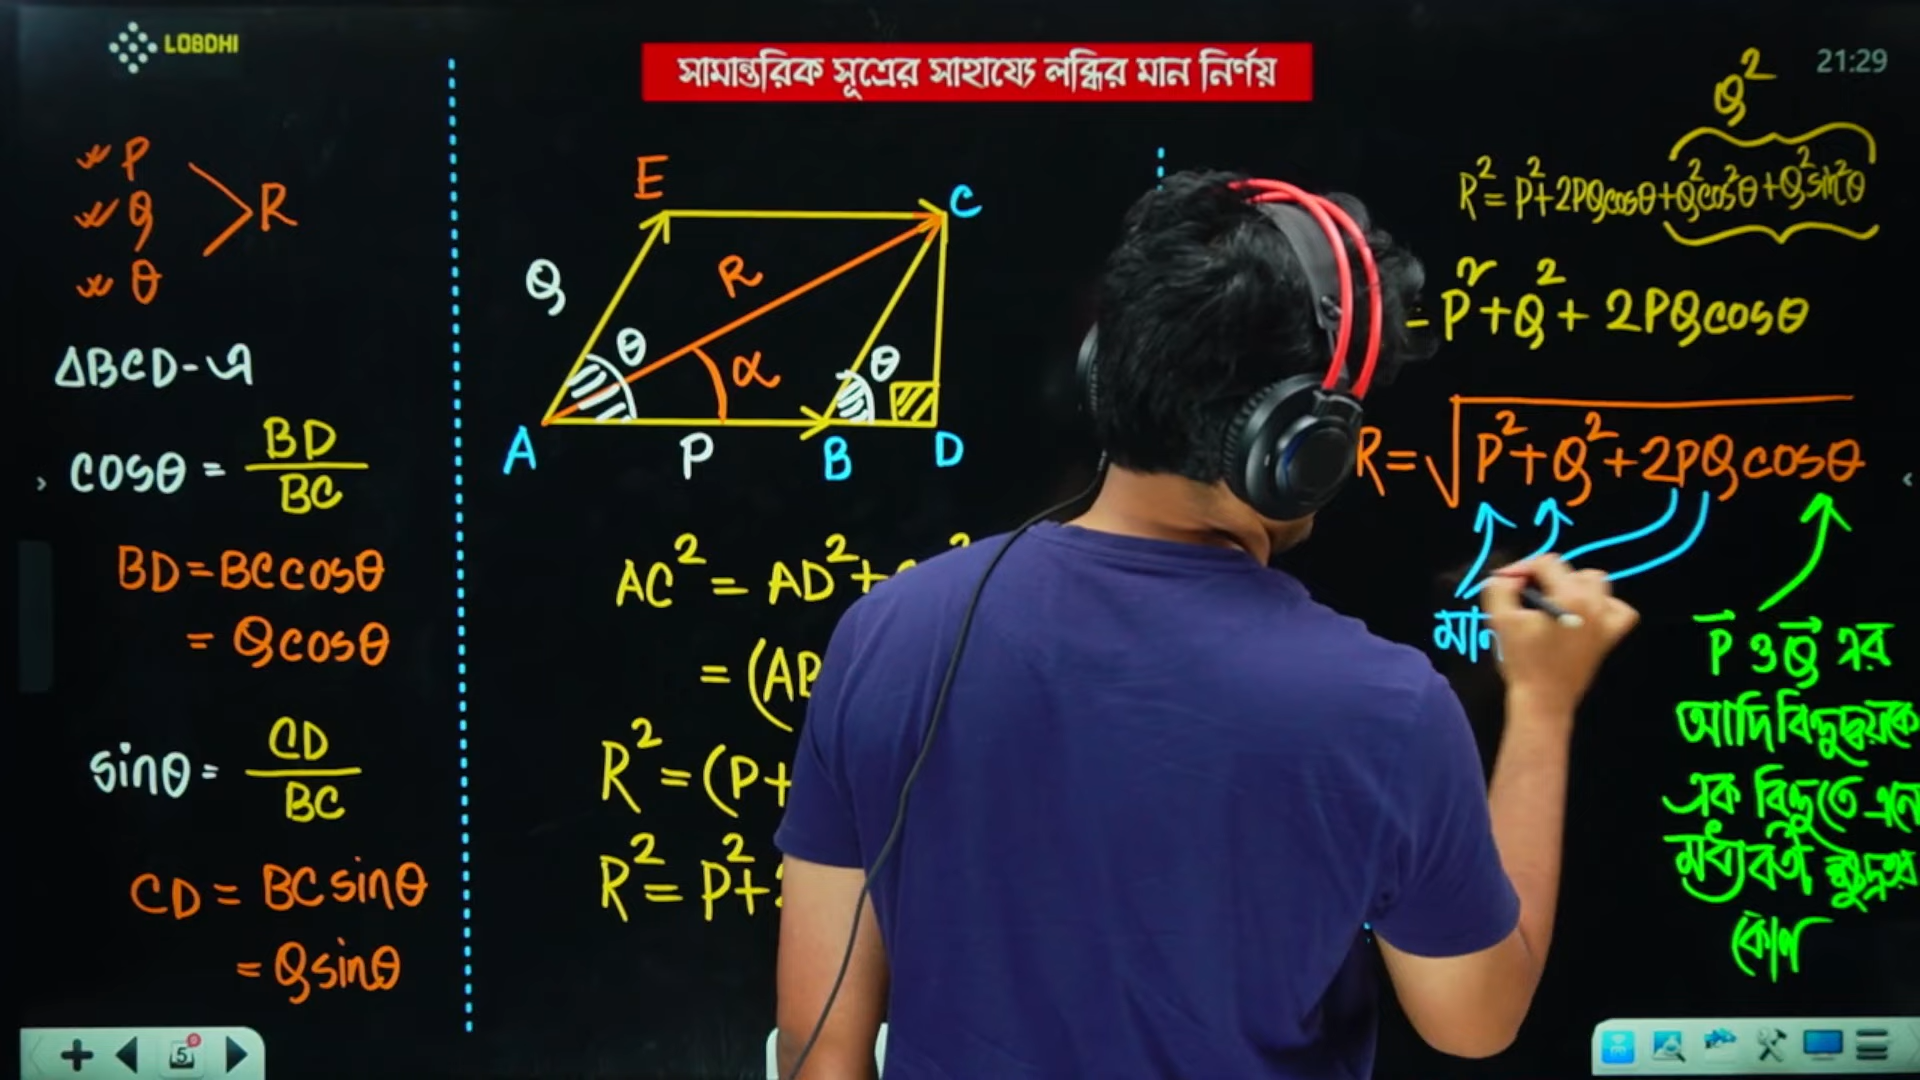 LOBDHI
সামান্তরিক সূত্রের সাহায্যে লব্ধির মান নির্ণয়
21:29
P
Q
θ
R
ΔBCD-এ
cosθ = BD/BC
BD = BC cosθ
= Q cosθ
sinθ = CD/BC
CD = BC sinθ
= Q sinθ
E
C
Q
R
θ
α
θ
A
P
B
D
AC² = AD² +
= (AB
R² = (P+
R² = P² +
Q²
R² = P² + 2PQcosθ + Q²cos²θ + Q²sin²θ
P² + Q² + 2PQcosθ
R = √P² + Q² + 2PQcosθ
মান
P⃗ ও Q⃗ এর
আদি বিন্দুদ্বয়কে
এক বিন্দুতে এনে
মধ্যবর্তী ক্ষুদ্রতর
কোণ
5